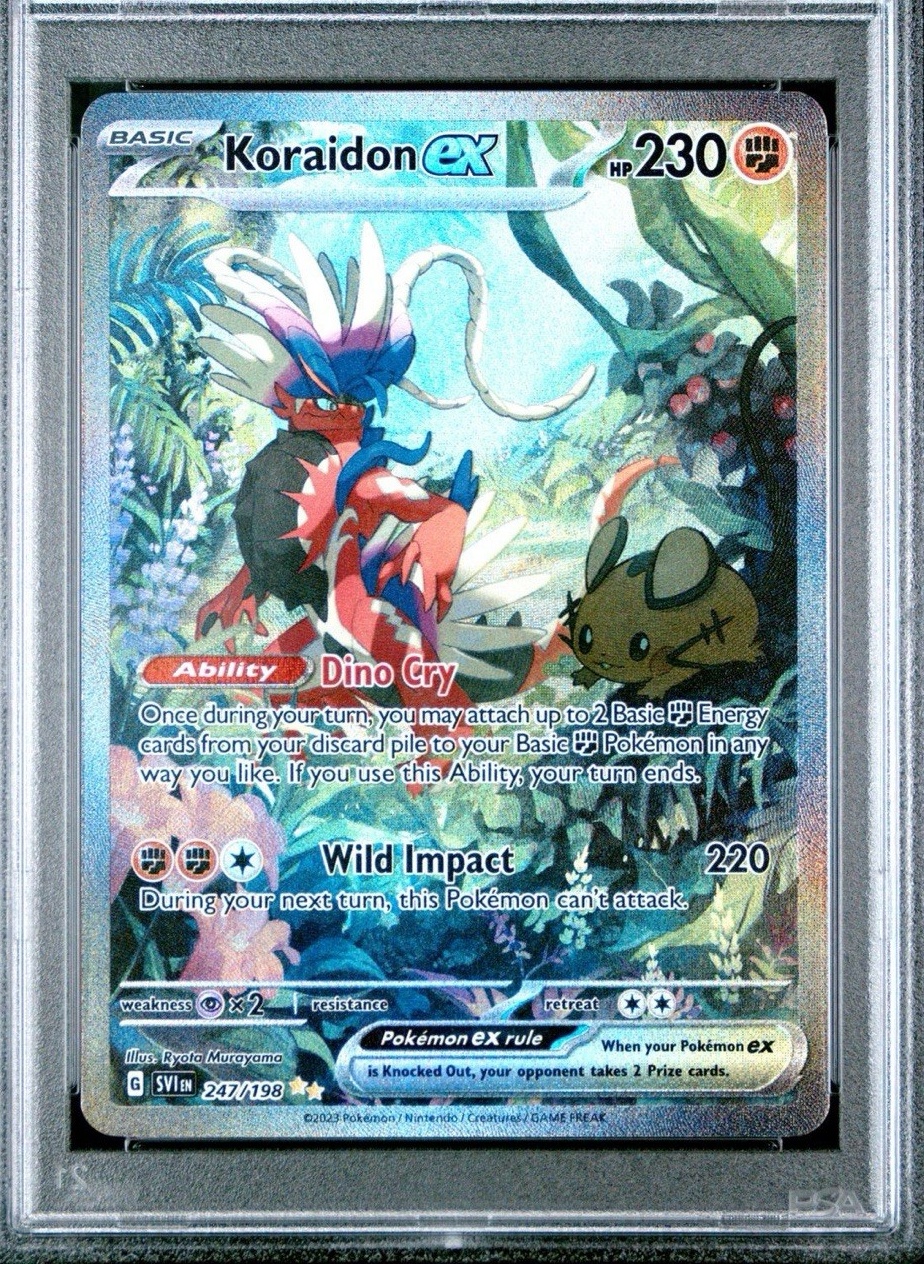 BASIC Koraidon ex HP 230
Ability Dino Cry
Once during your turn, you may attach up to 2 Basic Energy
cards from your discard pile to your Basic Pokémon in any
way you like. If you use this Ability, your turn ends.
Wild Impact 220
During your next turn, this Pokémon can't attack.
weakness ×2 resistance retreat
Pokémon ex rule When your Pokémon ex
is Knocked Out, your opponent takes 2 Prize cards.
Illus. Ryota Murayama
G SVI EN 247/198
©2023 Pokémon / Nintendo / Creatures / GAME FREAK
PSA